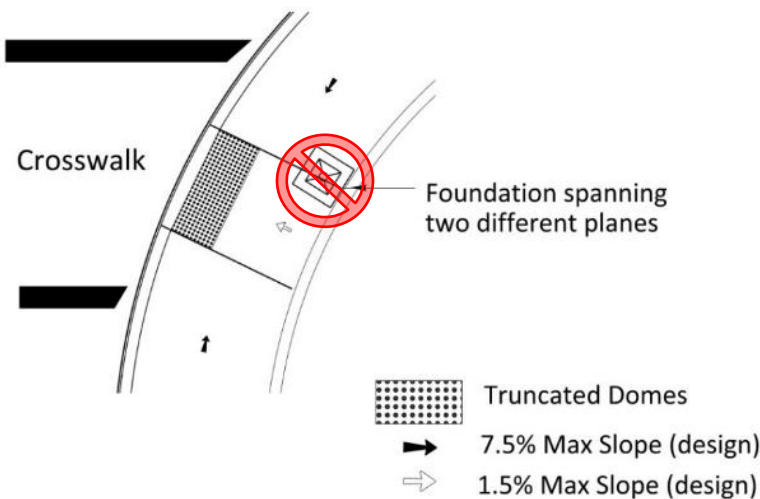 Crosswalk
Foundation spanning
two different planes
Truncated Domes
7.5% Max Slope (design)
1.5% Max Slope (design)